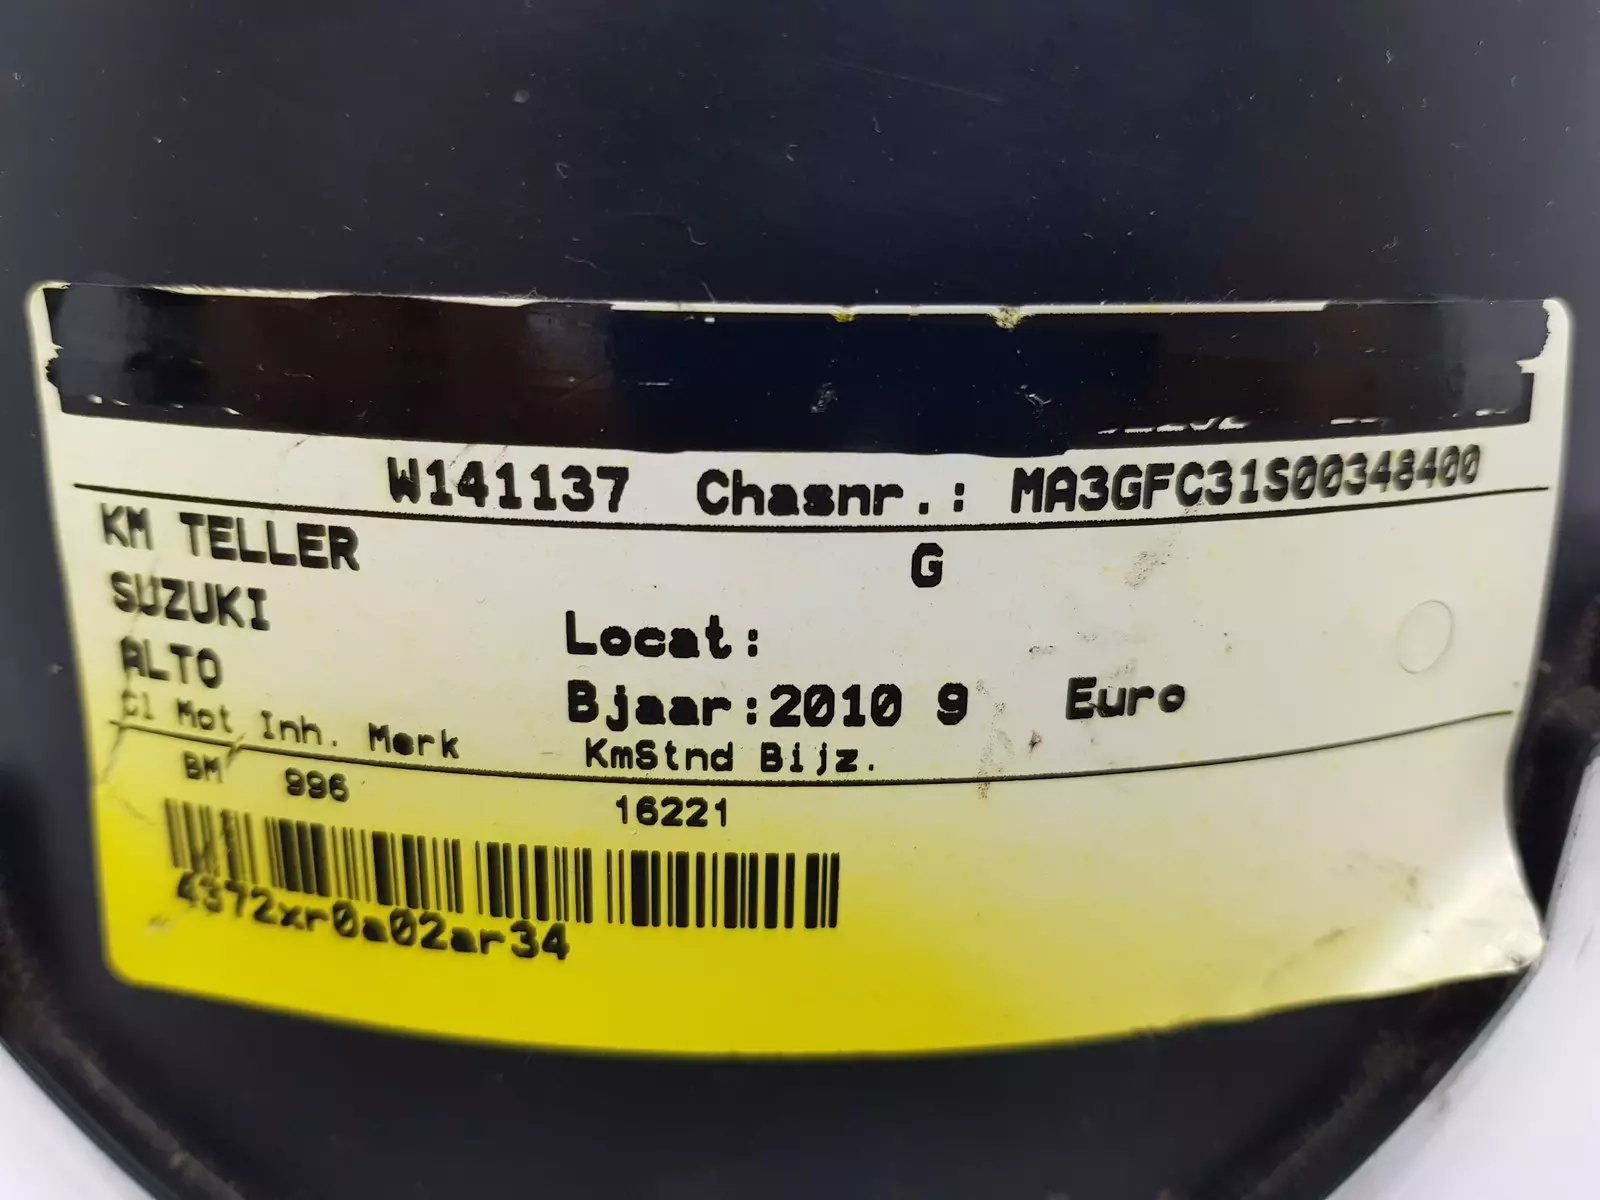 W141137 Chasnr.: MA3GFC31S00348400
KM TELLER G
SUZUKI
Locat:
ALTO
Bjaar:2010 9 Euro
Cl Mot Inh. Merk KmStnd Bijz.
BM 996 16221
4372xr0a02ar34